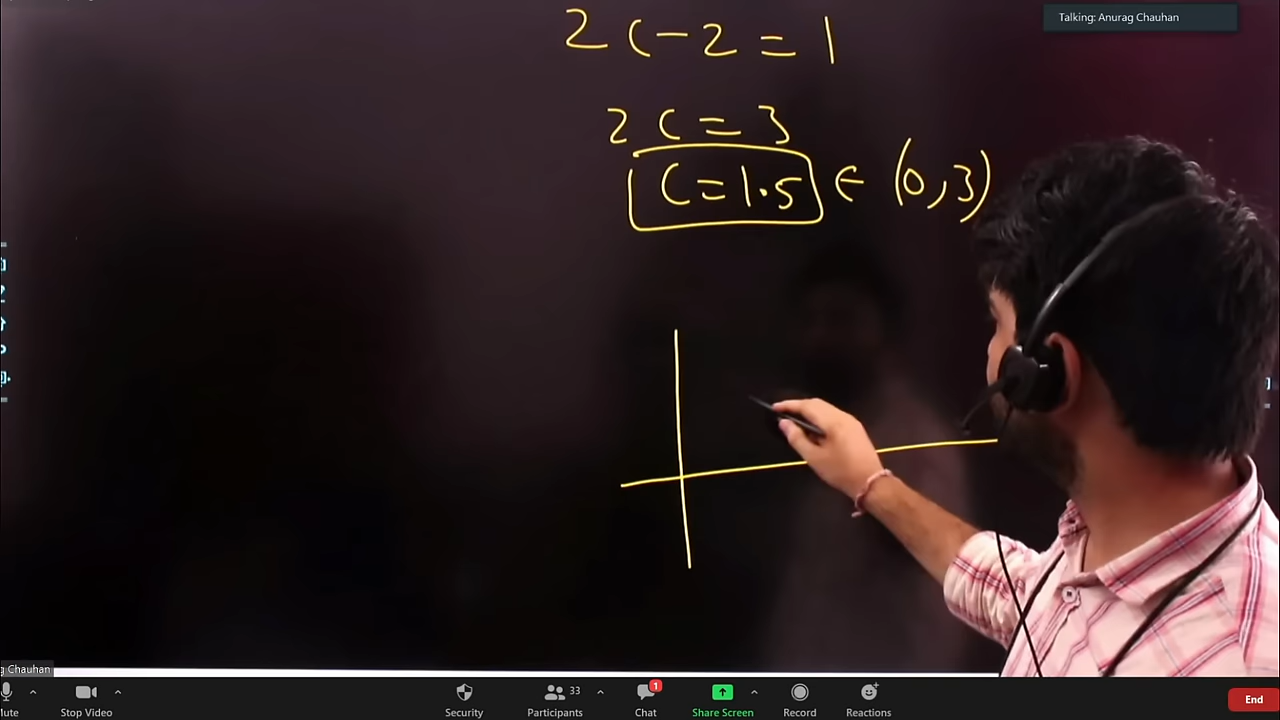 Talking: Anurag Chauhan
2c-2=1
2c=3
c=1.5 ∈ (0,3)
g Chauhan
Mute
Stop Video
Security
Participants
33
Chat
1
Share Screen
Record
Reactions
End